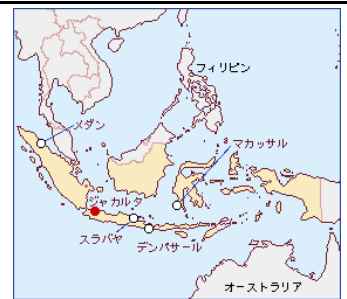 フィリピン
メダン
マカッサル
ジャカルタ
スラバヤ
デンパサール
オーストラリア